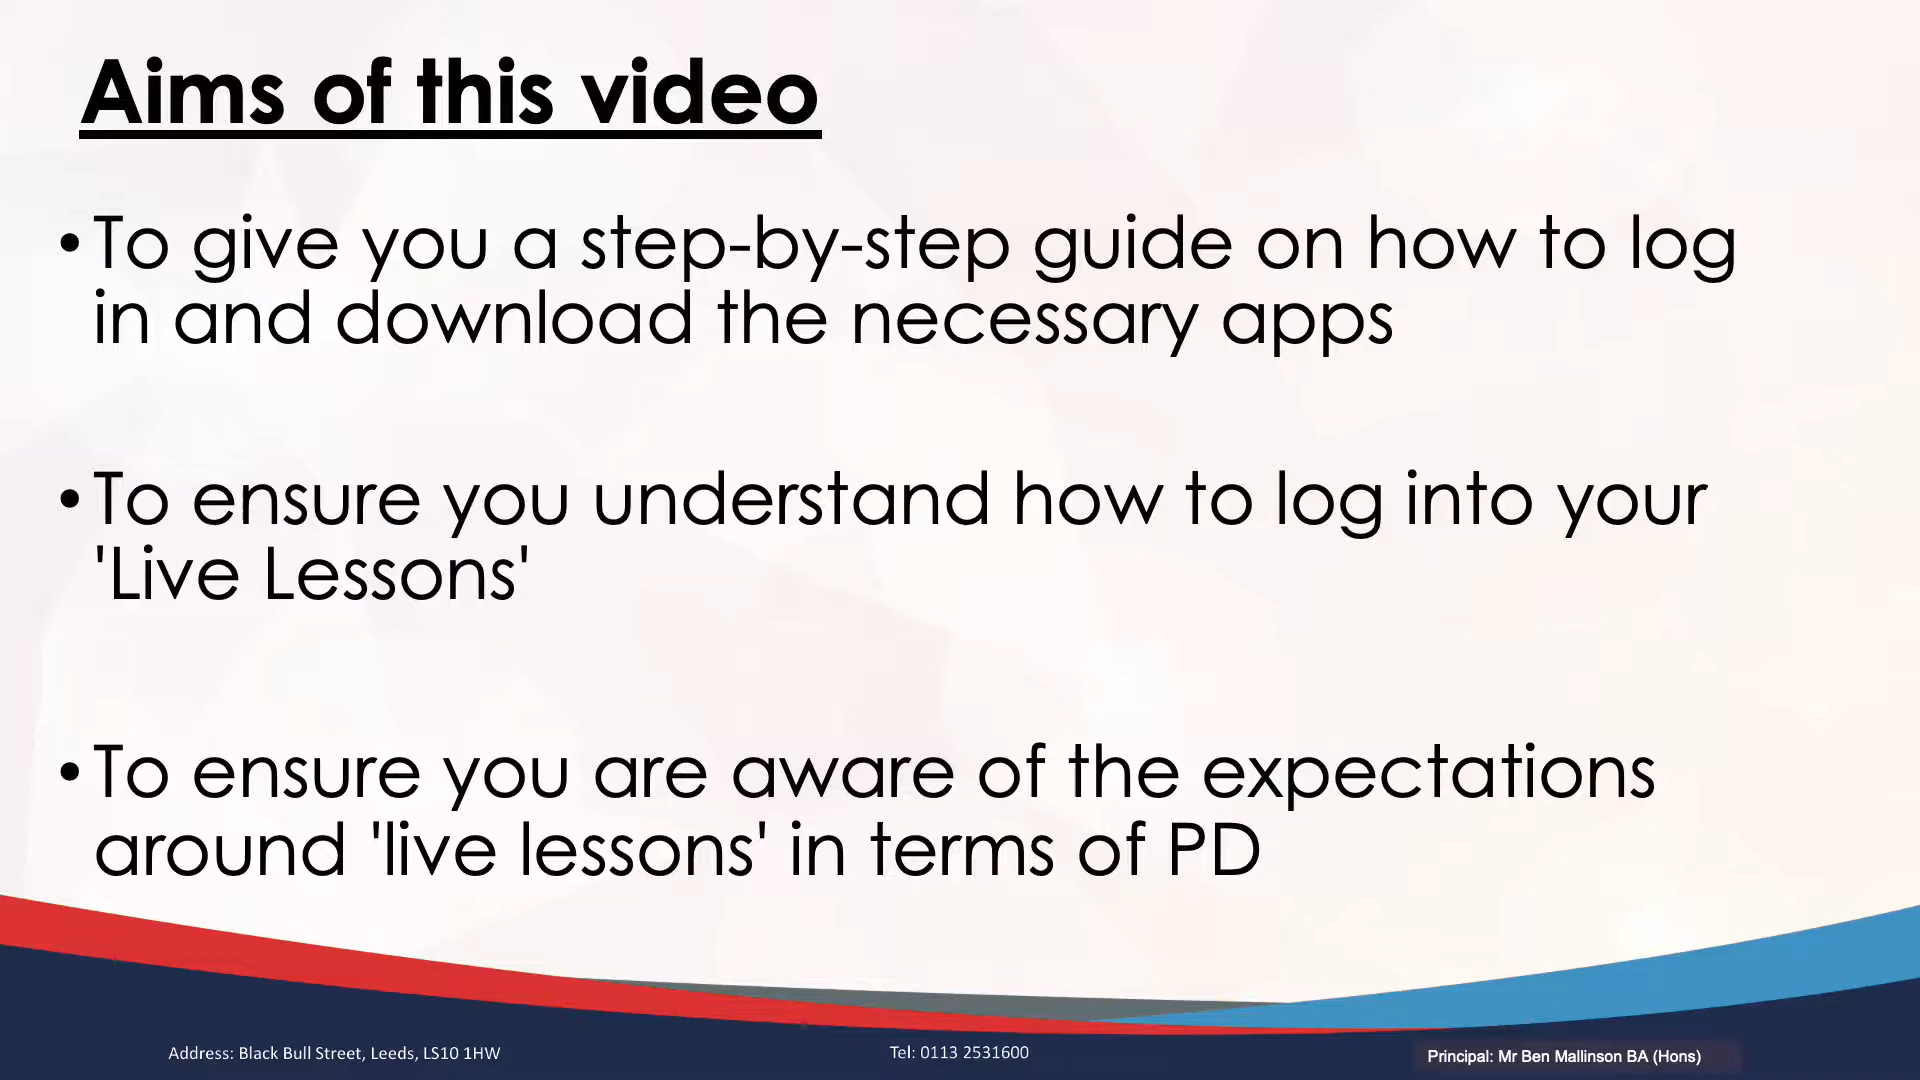 Aims of this video
• To give you a step-by-step guide on how to log
in and download the necessary apps
• To ensure you understand how to log into your
'Live Lessons'
• To ensure you are aware of the expectations
around 'live lessons' in terms of PD
Address: Black Bull Street, Leeds, LS10 1HW
Tel: 0113 2531600
Principal: Mr Ben Mallinson BA (Hons)